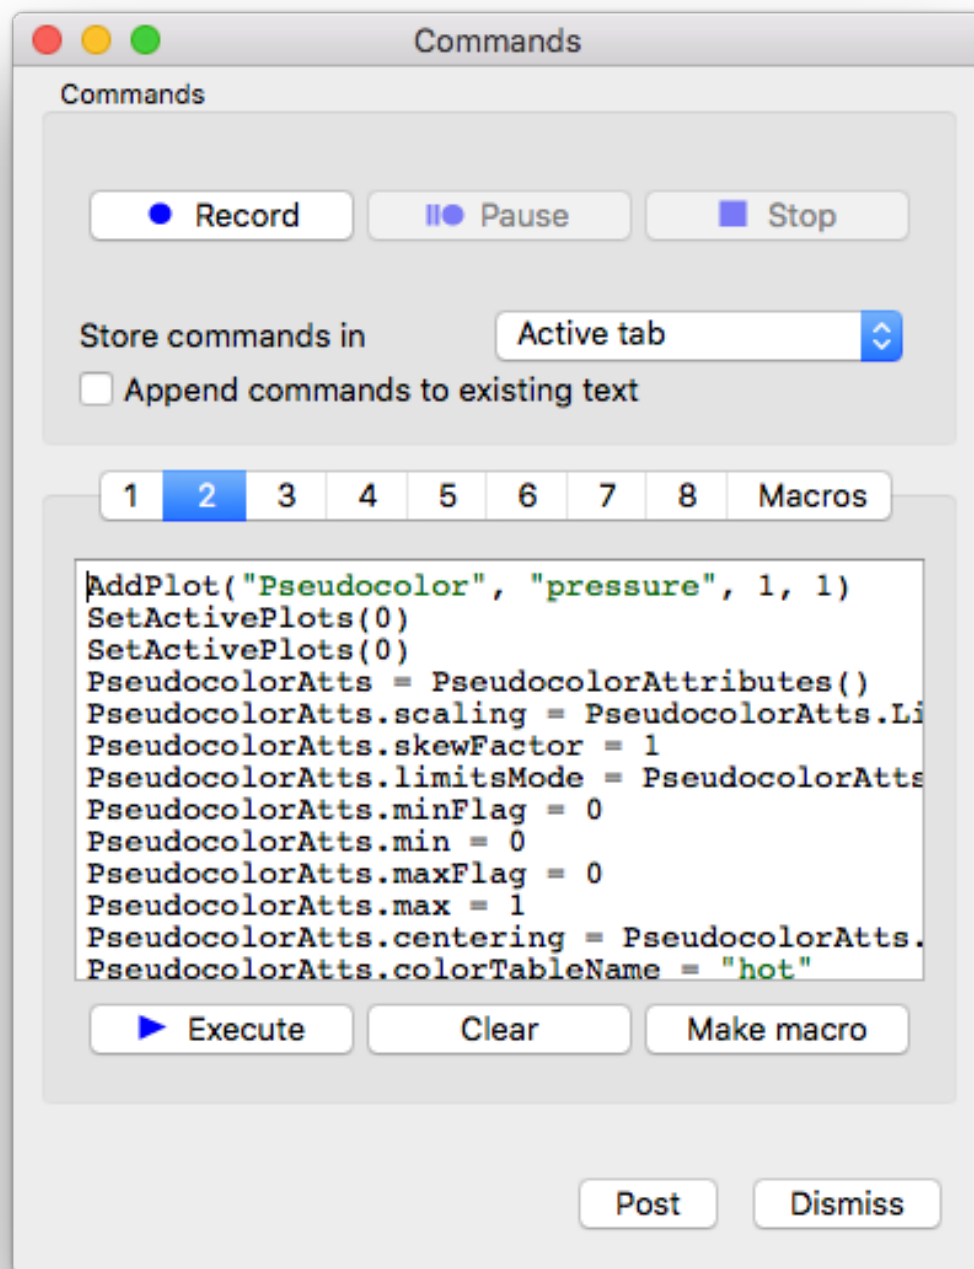 Commands
Commands
Record Pause Stop
Store commands in Active tab
Append commands to existing text
1 2 3 4 5 6 7 8 Macros
AddPlot("Pseudocolor", "pressure", 1, 1)
SetActivePlots(0)
SetActivePlots(0)
PseudocolorAtts = PseudocolorAttributes()
PseudocolorAtts.scaling = PseudocolorAtts.Li
PseudocolorAtts.skewFactor = 1
PseudocolorAtts.limitsMode = PseudocolorAtts
PseudocolorAtts.minFlag = 0
PseudocolorAtts.min = 0
PseudocolorAtts.maxFlag = 0
PseudocolorAtts.max = 1
PseudocolorAtts.centering = PseudocolorAtts.
PseudocolorAtts.colorTableName = "hot"
Execute Clear Make macro
Post Dismiss